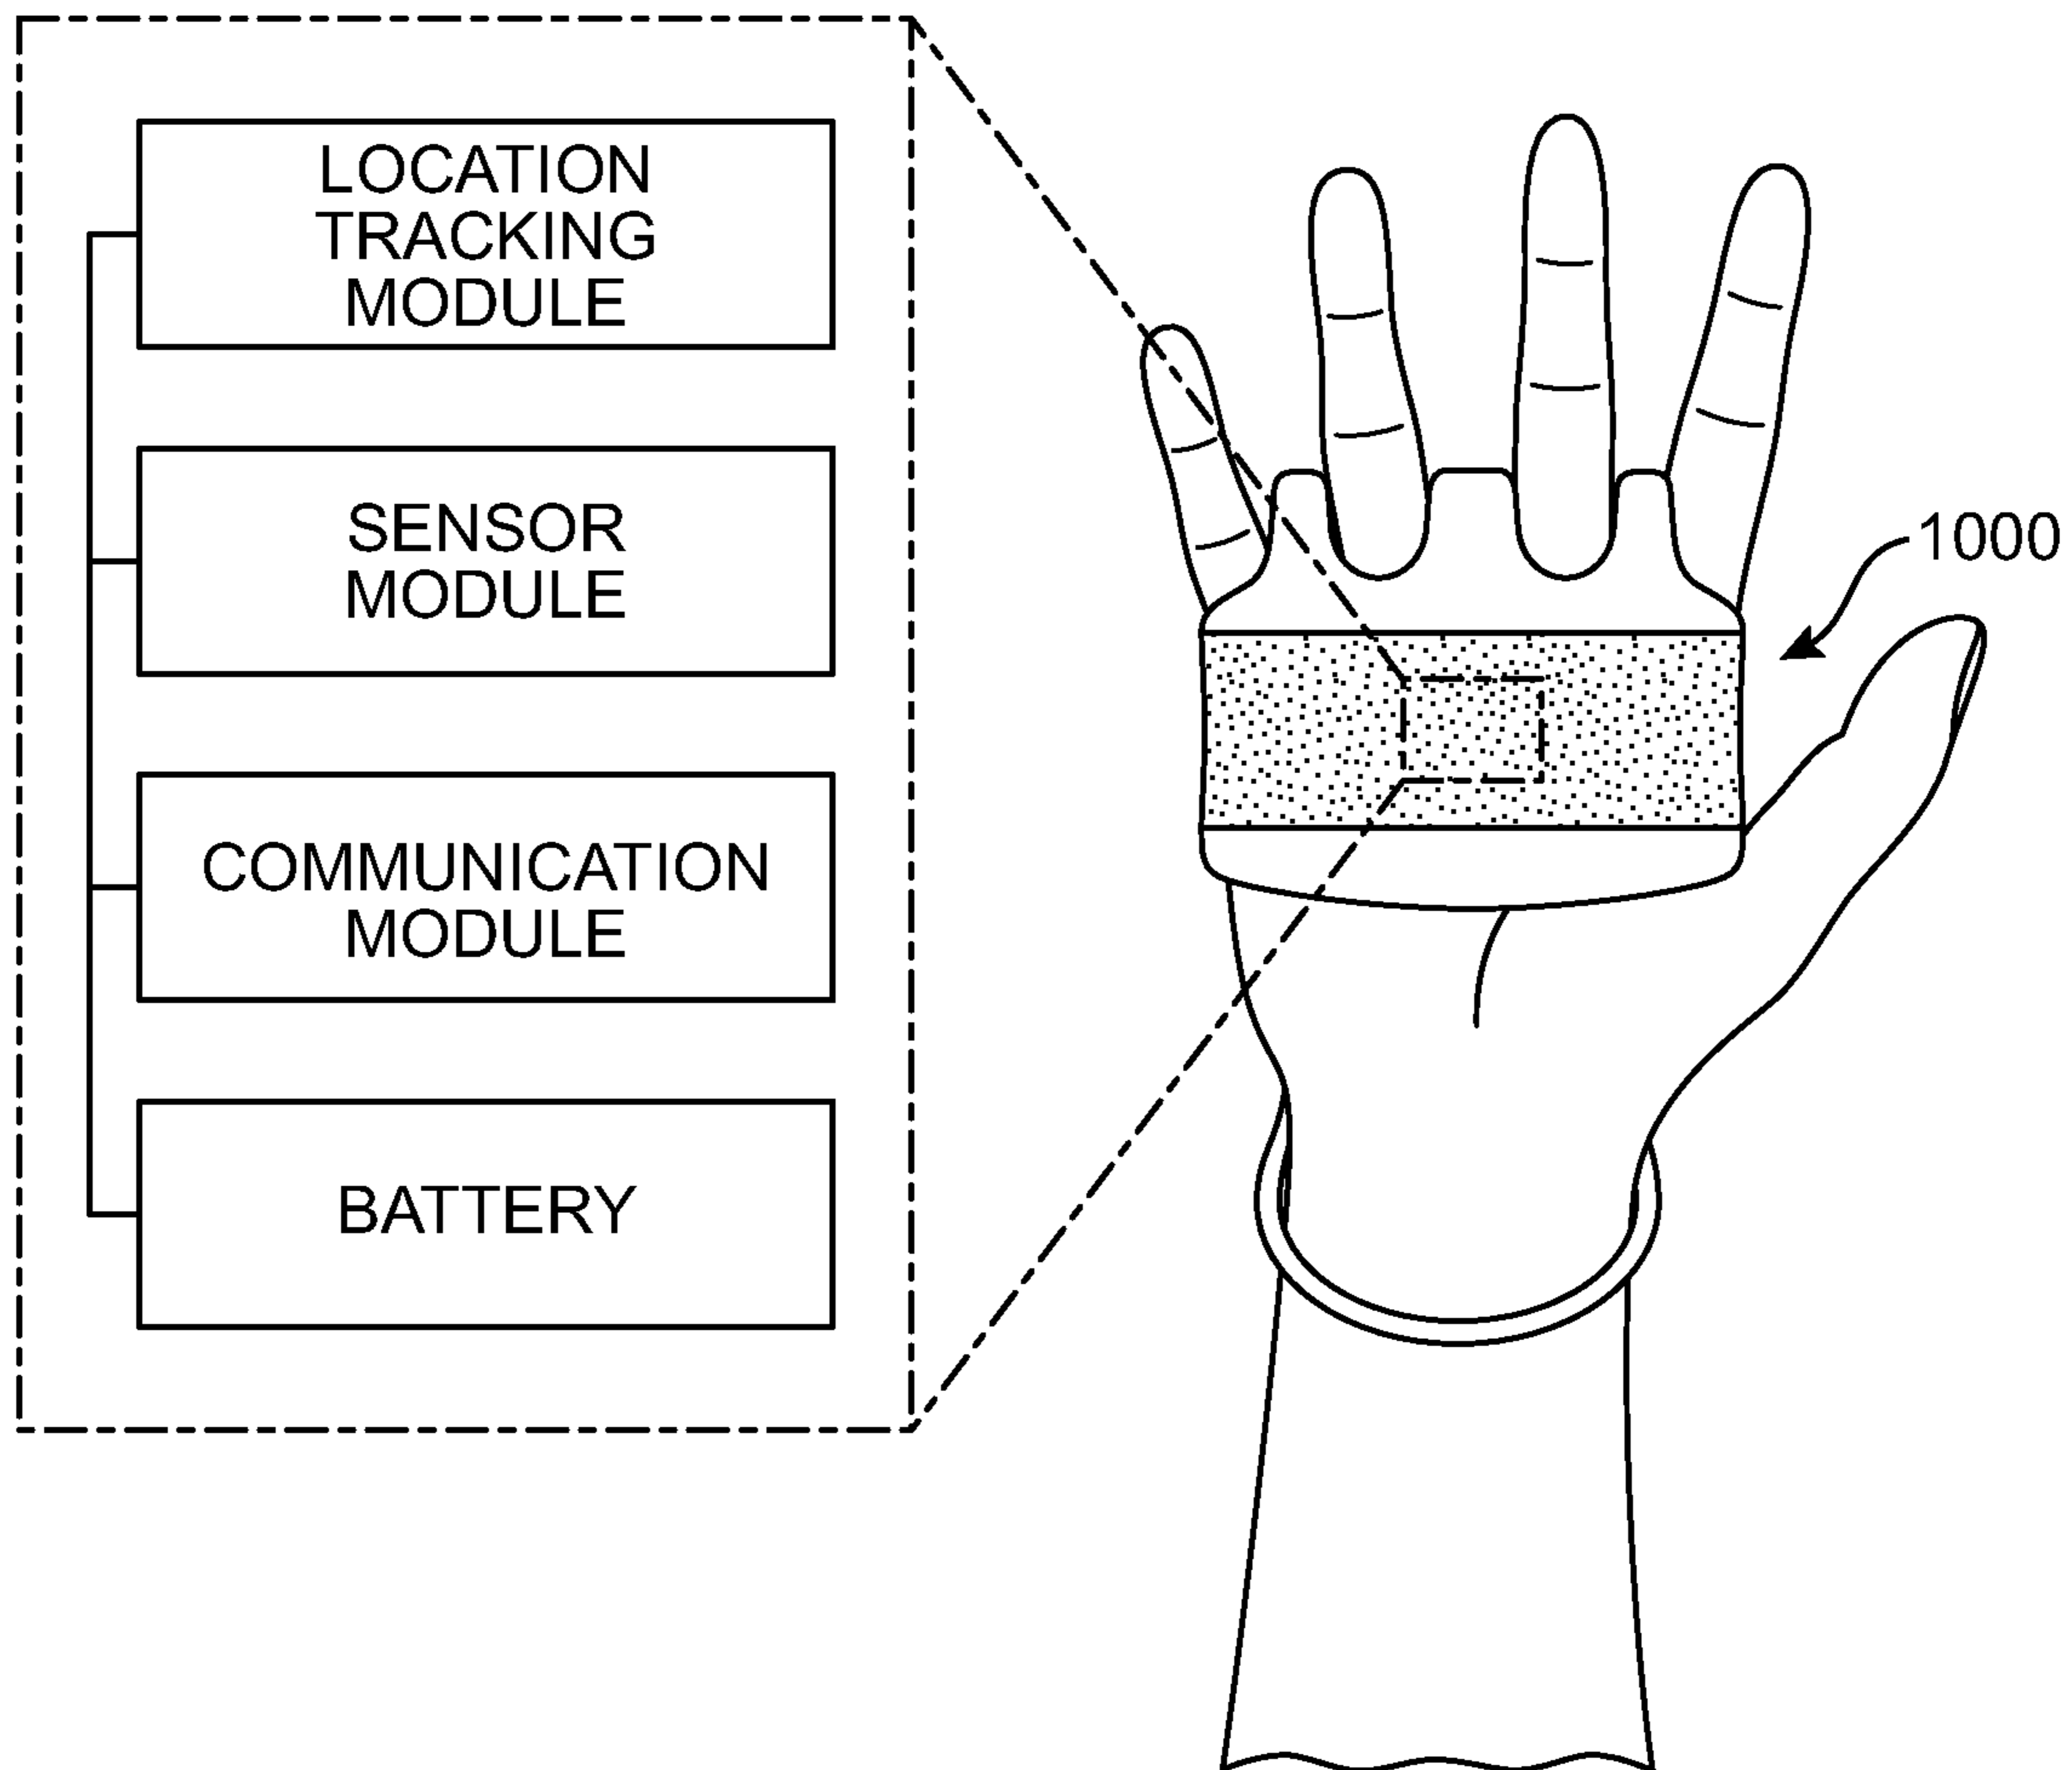 LOCATION
TRACKING
MODULE
SENSOR
MODULE
COMMUNICATION
MODULE
BATTERY
1000